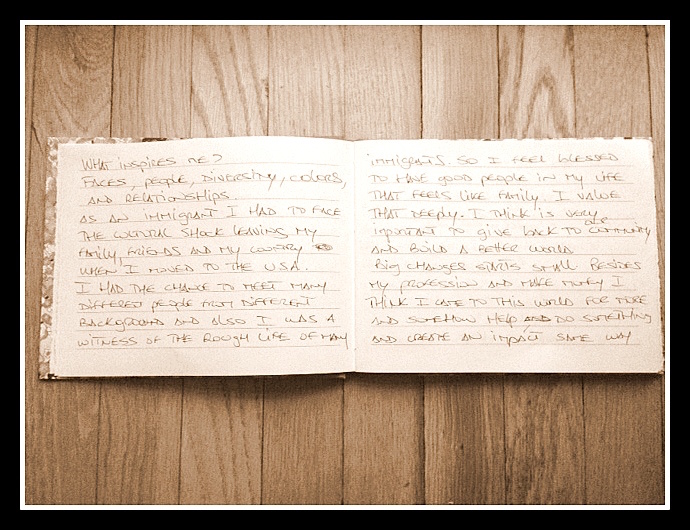 WHAT INSPIRES ME?
FACES, PEOPLE, DIVERSITY, COLORS,
AND RELATIONSHIPS.
AS AN IMMIGRANT I HAD TO FACE
THE CULTURAL SHOCK LEAVING MY
FAMILY, FRIENDS AND MY COUNTRY
WHEN I MOVED TO THE USA.
I HAD THE CHANCE TO MEET MANY
DIFFERENT PEOPLE FROM DIFFERENT
BACKGROUND AND ALSO I WAS A
WITNESS OF THE ROUGH LIFE OF MANY
IMMIGRANTS. SO I FEEL BLESSED
TO HAVE GOOD PEOPLE IN MY LIFE
THAT FEELS LIKE FAMILY. I VALUE
THAT DEEPLY. I THINK IS VERY
IMPORTANT TO GIVE BACK TO OUR COMMUNITY
AND BUILD A BETTER WORLD.
BIG CHANGES STARTS SMALL. BESIDES
MY PROFESSION AND MAKE MONEY I
THINK I CAME TO THIS WORLD FOR MORE
AND SOMEHOW HELP AND DO SOMETHING
AND CREATE AN IMPACT SOME WAY